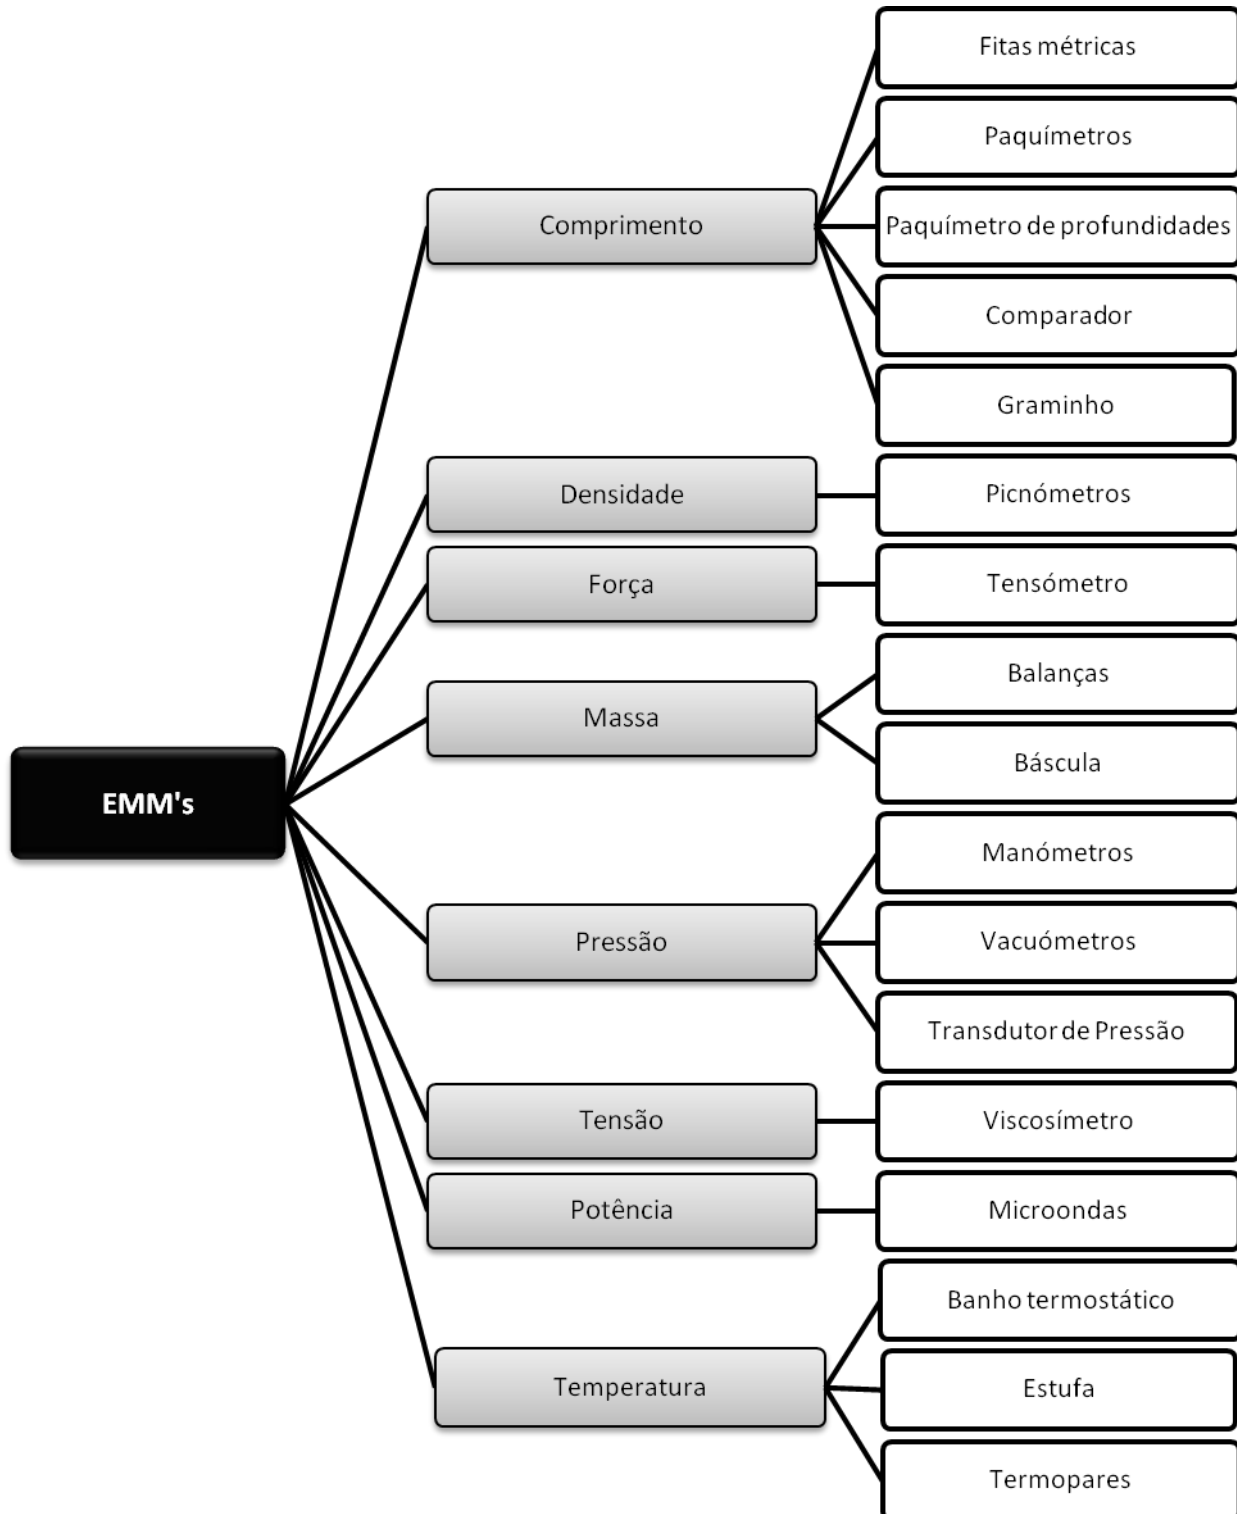 EMM's
Comprimento
Fitas métricas
Paquímetros
Paquímetro de profundidades
Comparador
Graminho
Densidade
Picnómetros
Força
Tensómetro
Massa
Balanças
Báscula
Pressão
Manómetros
Vacuómetros
Transdutor de Pressão
Tensão
Viscosímetro
Potência
Microondas
Temperatura
Banho termostático
Estufa
Termopares